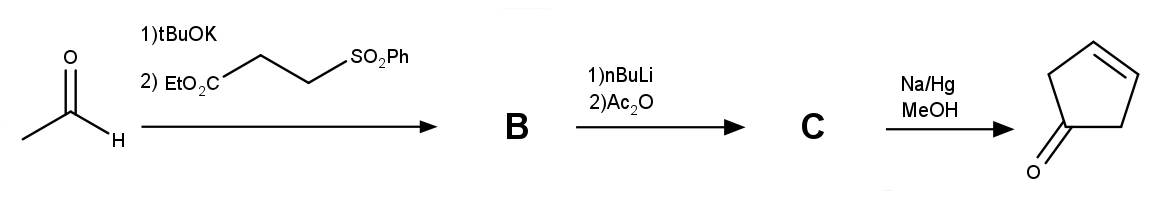 1)tBuOK
2) EtO₂C SO₂Ph
O
H
B
1)nBuLi
2)Ac₂O
C
Na/Hg
MeOH
O